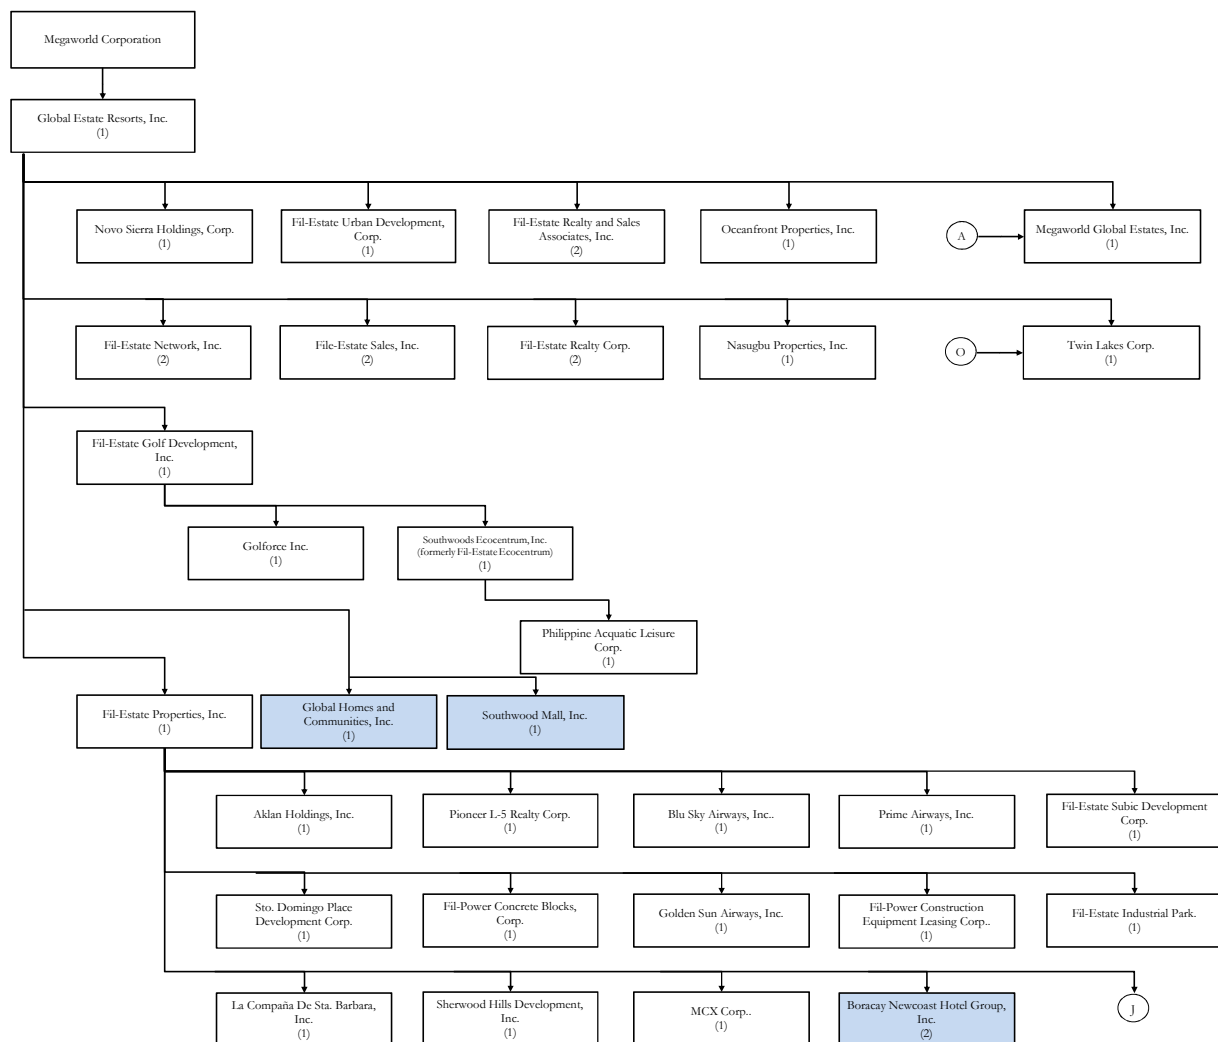 Megaworld Corporation
Global Estate Resorts, Inc.
(1)
Novo Sierra Holdings, Corp.
(1)
Fil-Estate Urban Development,
Corp.
(1)
Fil-Estate Realty and Sales
Associates, Inc.
(2)
Oceanfront Properties, Inc.
(1)
A
Megaworld Global Estates, Inc.
(1)
Fil-Estate Network, Inc.
(2)
File-Estate Sales, Inc.
(2)
Fil-Estate Realty Corp.
(2)
Nasugbu Properties, Inc.
(1)
O
Twin Lakes Corp.
(1)
Fil-Estate Golf Development,
Inc.
(1)
Golforce Inc.
(1)
Southwoods Ecocentrum, Inc.
(formerly Fil-Estate Ecocentrum)
(1)
Philippine Acquatic Leisure
Corp.
(1)
Fil-Estate Properties, Inc.
(1)
Global Homes and
Communities, Inc.
(1)
Southwood Mall, Inc.
(1)
Aklan Holdings, Inc.
(1)
Pioneer L-5 Realty Corp.
(1)
Blu Sky Airways, Inc..
(1)
Prime Airways, Inc.
(1)
Fil-Estate Subic Development
Corp.
(1)
Sto. Domingo Place
Development Corp.
(1)
Fil-Power Concrete Blocks,
Corp.
(1)
Golden Sun Airways, Inc.
(1)
Fil-Power Construction
Equipment Leasing Corp..
(1)
Fil-Estate Industrial Park.
(1)
La Compaña De Sta. Barbara,
Inc.
(1)
Sherwood Hills Development,
Inc.
(1)
MCX Corp..
(1)
Boracay Newcoast Hotel Group,
Inc.
(2)
J